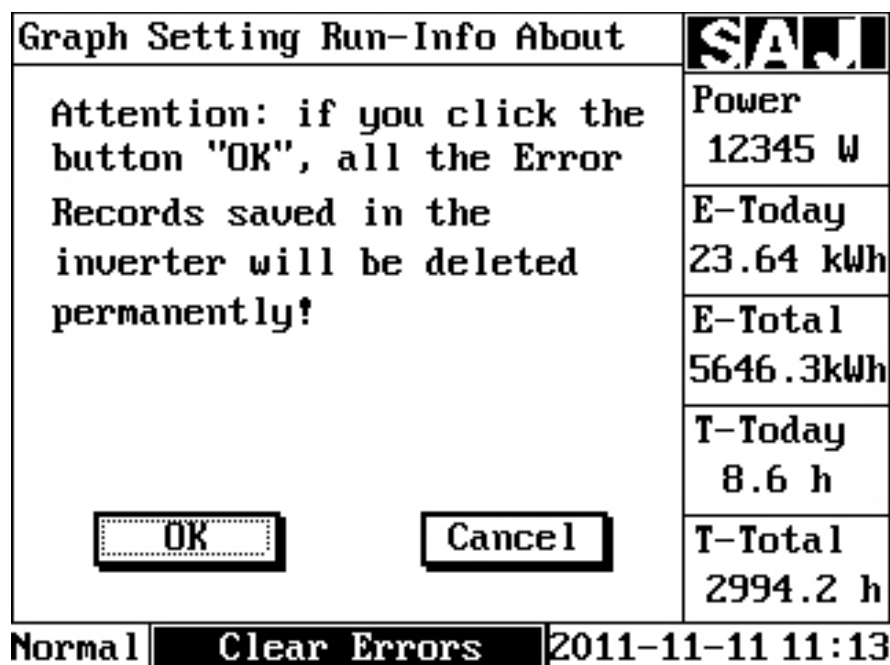 Graph Setting Run-Info About
SAJ
Attention: if you click the
button "OK", all the Error
Records saved in the
inverter will be deleted
permanently!
OK
Cancel
Power
12345 W
E-Today
23.64 kWh
E-Total
5646.3kWh
T-Today
8.6 h
T-Total
2994.2 h
Normal
Clear Errors
2011-11-11 11:13